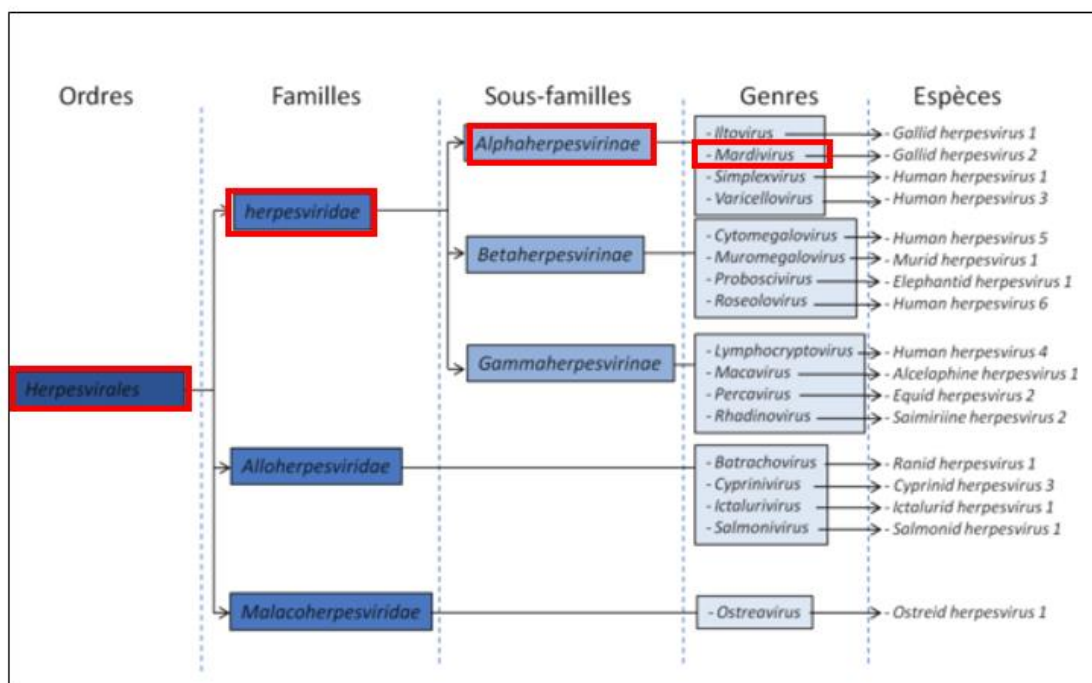 Ordres Familles Sous-familles Genres Espèces
Herpesvirales
herpesviridae
Alloherpesviridae
Malacoherpesviridae
Alphaherpesvirinae
Betaherpesvirinae
Gammaherpesvirinae
- Iltovirus
- Mardivirus
- Simplexvirus
- Varicellovirus
- Cytomegalovirus
- Muromegalovirus
- Proboscivirus
- Roseolovirus
- Lymphocryptovirus
- Macavirus
- Percavirus
- Rhadinovirus
- Batrachovirus
- Cyprinivirus
- Ictalurivirus
- Salmonivirus
- Ostreavirus
- Gallid herpesvirus 1
- Gallid herpesvirus 2
- Human herpesvirus 1
- Human herpesvirus 3
- Human herpesvirus 5
- Murid herpesvirus 1
- Elephantid herpesvirus 1
- Human herpesvirus 6
- Human herpesvirus 4
- Alcelaphine herpesvirus 1
- Equid herpesvirus 2
- Saimiriine herpesvirus 2
- Ranid herpesvirus 1
- Cyprinid herpesvirus 3
- Ictalurid herpesvirus 1
- Salmonid herpesvirus 1
- Ostreid herpesvirus 1